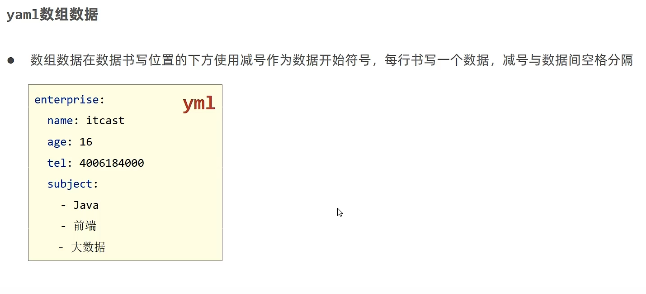 yaml数组数据
● 数组数据在数据书写位置的下方使用减号作为数据开始符号，每行书写一个数据，减号与数据间空格分隔
yml
enterprise:
  name: itcast
  age: 16
  tel: 4006184000
  subject:
    - Java
    - 前端
    - 大数据